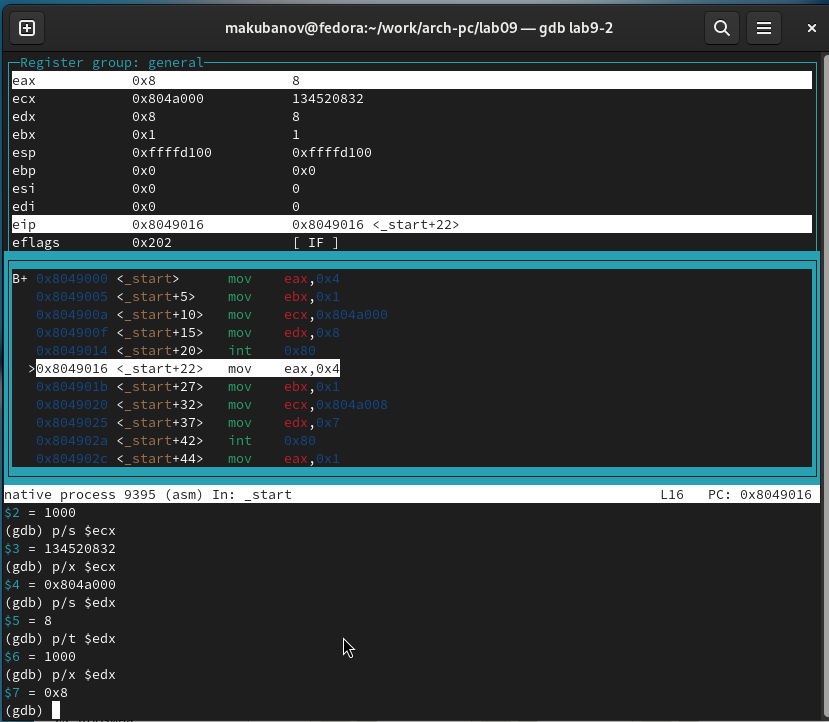 makubanov@fedora:~/work/arch-pc/lab09 — gdb lab9-2
Register group: general
eax 0x8 8
ecx 0x804a000 134520832
edx 0x8 8
ebx 0x1 1
esp 0xffffd100 0xffffd100
ebp 0x0 0x0
esi 0x0 0
edi 0x0 0
eip 0x8049016 0x8049016 <_start+22>
eflags 0x202 [ IF ]
B+ 0x8049000 <_start> mov eax,0x4
0x8049005 <_start+5> mov ebx,0x1
0x804900a <_start+10> mov ecx,0x804a000
0x804900f <_start+15> mov edx,0x8
0x8049014 <_start+20> int 0x80
>0x8049016 <_start+22> mov eax,0x4
0x804901b <_start+27> mov ebx,0x1
0x8049020 <_start+32> mov ecx,0x804a008
0x8049025 <_start+37> mov edx,0x7
0x804902a <_start+42> int 0x80
0x804902c <_start+44> mov eax,0x1
native process 9395 (asm) In: _start L16 PC: 0x8049016
$2 = 1000
(gdb) p/s $ecx
$3 = 134520832
(gdb) p/x $ecx
$4 = 0x804a000
(gdb) p/s $edx
$5 = 8
(gdb) p/t $edx
$6 = 1000
(gdb) p/x $edx
$7 = 0x8
(gdb)